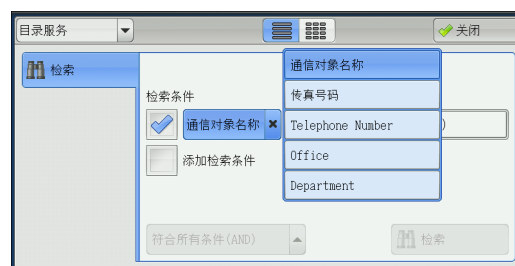 目录服务
关闭
检索
通信对象名称
传真号码
Telephone Number
Office
Department
检索条件
通信对象名称 ×
)
添加检索条件
符合所有条件(AND)
检索